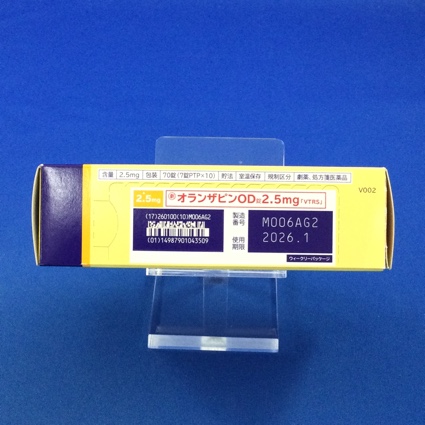 含量 2.5mg 包装 70錠(7錠PTP×10) 貯法 室温保存 規制区分 劇薬、処方箋医薬品
V002
2.5mg オランザピンOD錠2.5mg「VTRS」
(17)260100(10)M006AG2
(01)14987901043509
製造番号 M006AG2
使用期限 2026.1
ウィークリーパッケージ